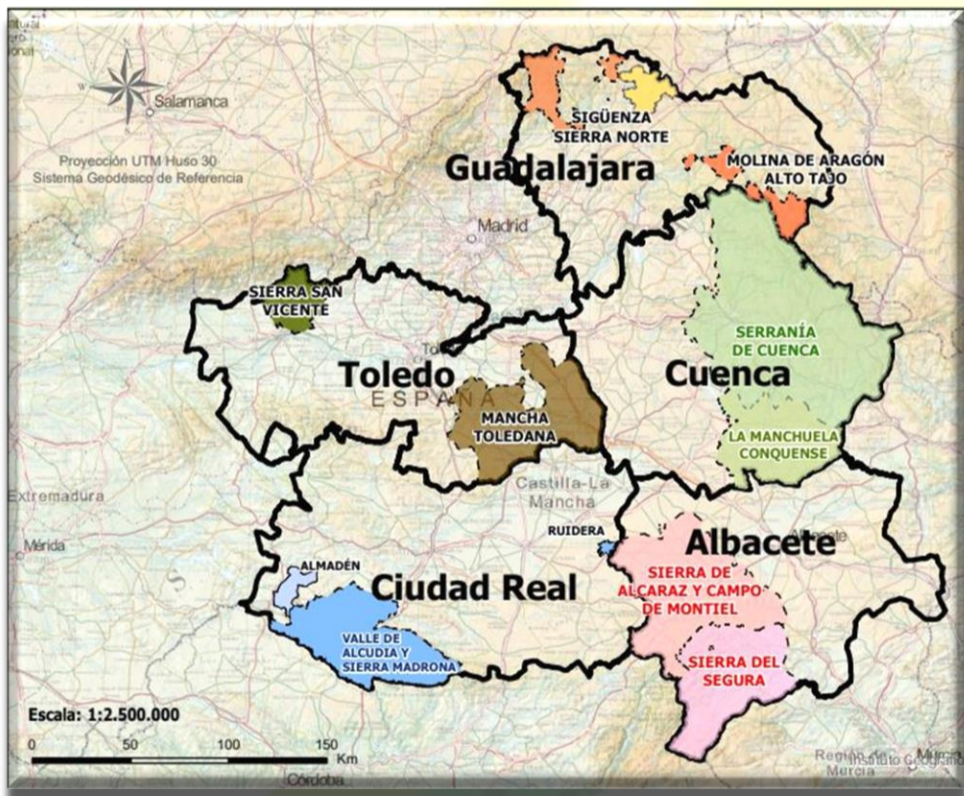 Salamanca
Proyección UTM Huso 30
Sistema Geodésico de Referencia
SIGÜENZA
SIERRA NORTE
Guadalajara
MOLINA DE ARAGÓN
ALTO TAJO
Madrid
SIERRA SAN
VICENTE
SERRANÍA
DE CUENCA
Toledo
Cuenca
ESPAÑA
MANCHA
TOLEDANA
LA MANCHUELA
CONQUENSE
Castilla-La
Mancha
Extremadura
Mérida
RUIDERA
Albacete
ALMADÉN
Ciudad Real
SIERRA DE
ALCARAZ Y CAMPO
DE MONTIEL
VALLE DE
ALCUDIA Y
SIERRA MADRONA
SIERRA DEL
SEGURA
Escala: 1:2.500.000
0 50 100 150
Km
Córdoba
Región de
Murcia
Murcia